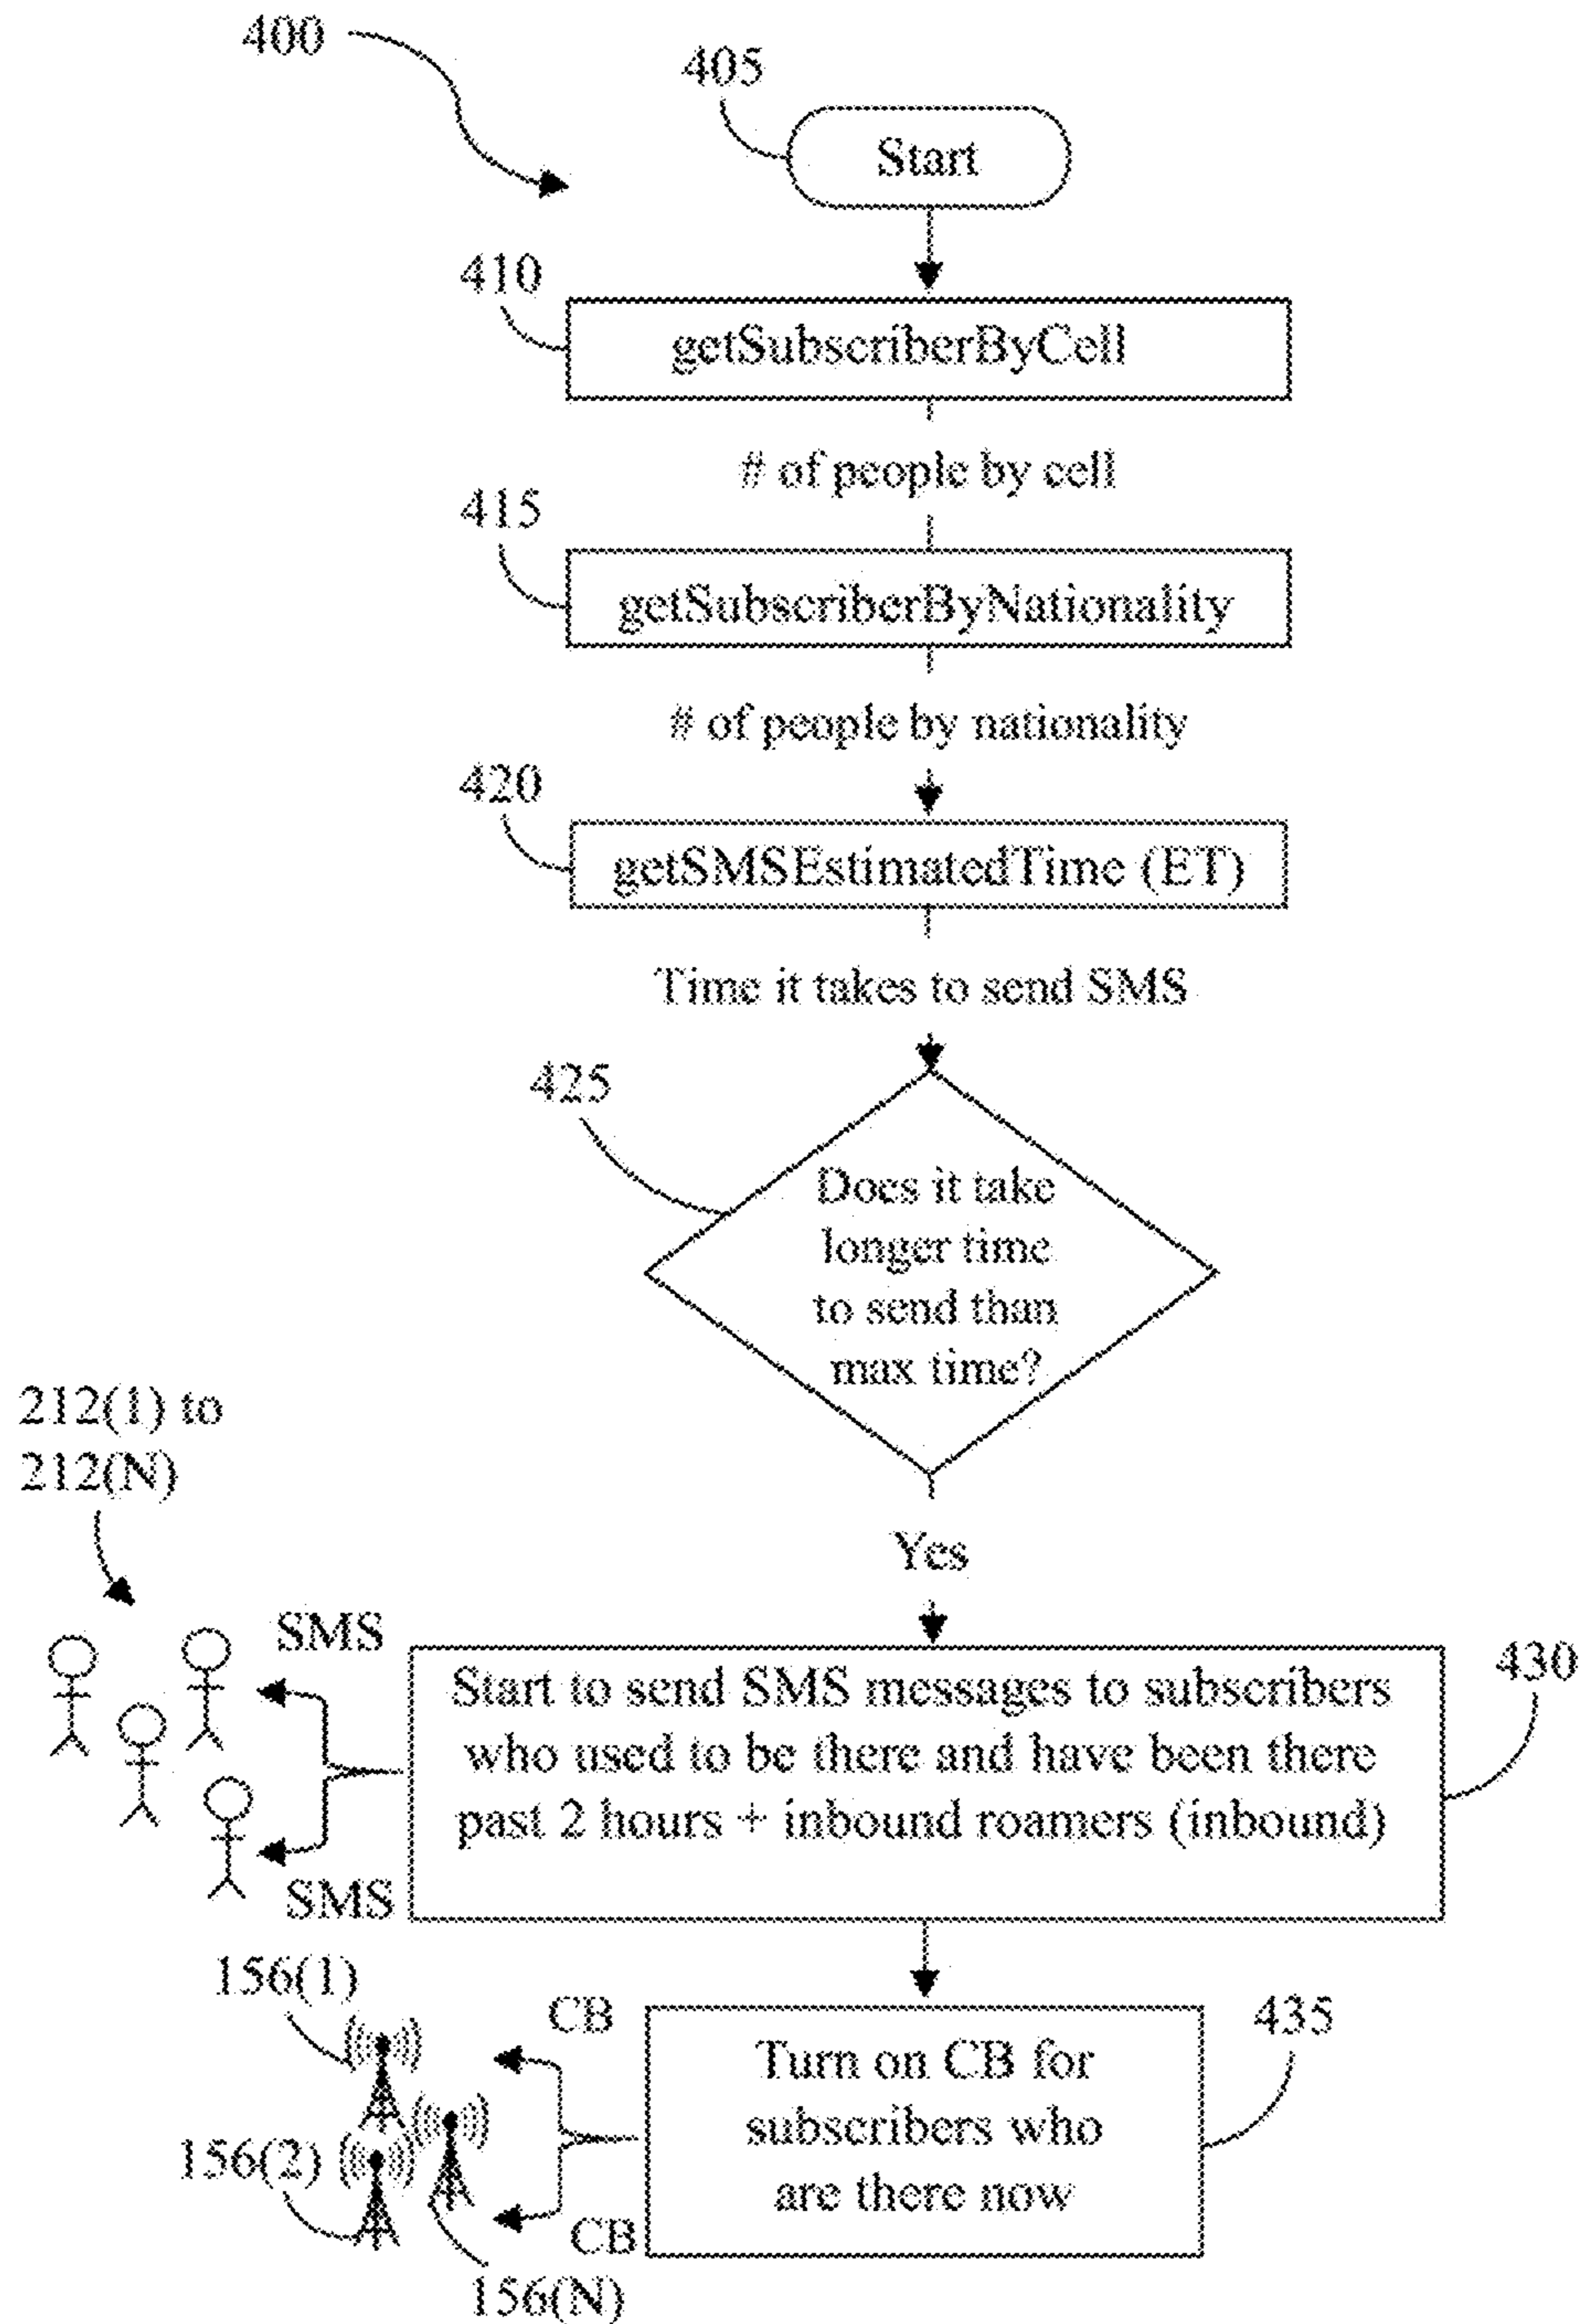 400
405
Start
410
getSubscriberByCell
# of people by cell
415
getSubscriberByNationality
# of people by nationality
420
getSMSEstimatedTime (ET)
Time it takes to send SMS
425
Does it take
longer time
to send than
max time?
212(1) to
212(N)
Yes
SMS
430
Start to send SMS messages to subscribers
who used to be there and have been there
past 2 hours + inbound roamers (inbound)
SMS
156(1)
CB
435
Turn on CB for
subscribers who
are there now
156(2)
CB
156(N)